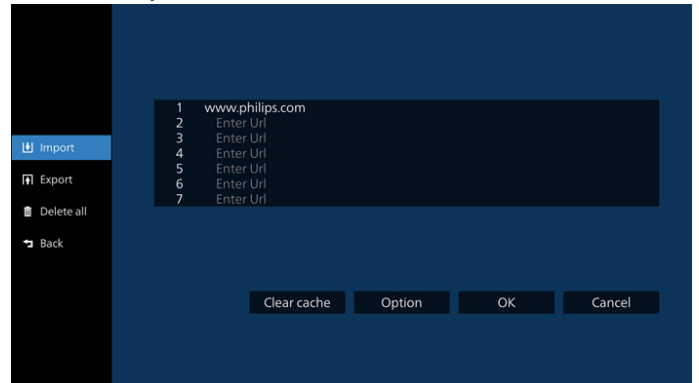 Import
Export
Delete all
Back
1 www.philips.com
2 Enter Url
3 Enter Url
4 Enter Url
5 Enter Url
6 Enter Url
7 Enter Url
Clear cache Option OK Cancel